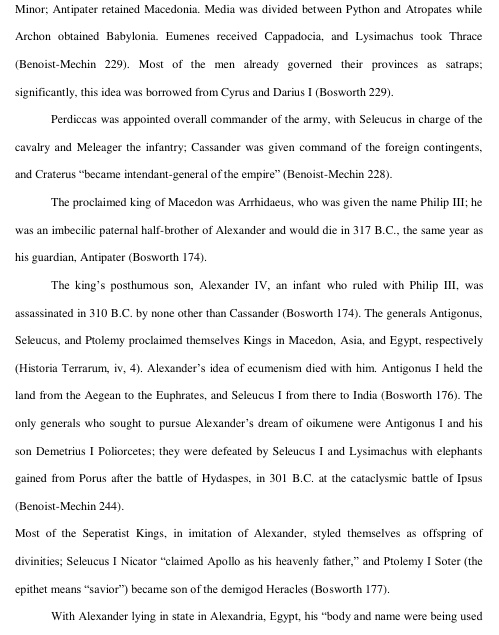 Minor; Antipater retained Macedonia. Media was divided between Python and Atropates while
Archon obtained Babylonia. Eumenes received Cappadocia, and Lysimachus took Thrace
(Benoist-Mechin 229). Most of the men already governed their provinces as satraps;
significantly, this idea was borrowed from Cyrus and Darius I (Bosworth 229).
Perdiccas was appointed overall commander of the army, with Seleucus in charge of the
cavalry and Meleager the infantry; Cassander was given command of the foreign contingents,
and Craterus “became intendant-general of the empire” (Benoist-Mechin 228).
The proclaimed king of Macedon was Arrhidaeus, who was given the name Philip III; he
was an imbecilic paternal half-brother of Alexander and would die in 317 B.C., the same year as
his guardian, Antipater (Bosworth 174).
The king’s posthumous son, Alexander IV, an infant who ruled with Philip III, was
assassinated in 310 B.C. by none other than Cassander (Bosworth 174). The generals Antigonus,
Seleucus, and Ptolemy proclaimed themselves Kings in Macedon, Asia, and Egypt, respectively
(Historia Terrarum, iv, 4). Alexander’s idea of ecumenism died with him. Antigonus I held the
land from the Aegean to the Euphrates, and Seleucus I from there to India (Bosworth 176). The
only generals who sought to pursue Alexander’s dream of oikumene were Antigonus I and his
son Demetrius I Poliorcetes; they were defeated by Seleucus I and Lysimachus with elephants
gained from Porus after the battle of Hydaspes, in 301 B.C. at the cataclysmic battle of Ipsus
(Benoist-Mechin 244).
Most of the Seperatist Kings, in imitation of Alexander, styled themselves as offspring of
divinities; Seleucus I Nicator “claimed Apollo as his heavenly father,” and Ptolemy I Soter (the
epithet means “savior”) became son of the demigod Heracles (Bosworth 177).
With Alexander lying in state in Alexandria, Egypt, his “body and name were being used